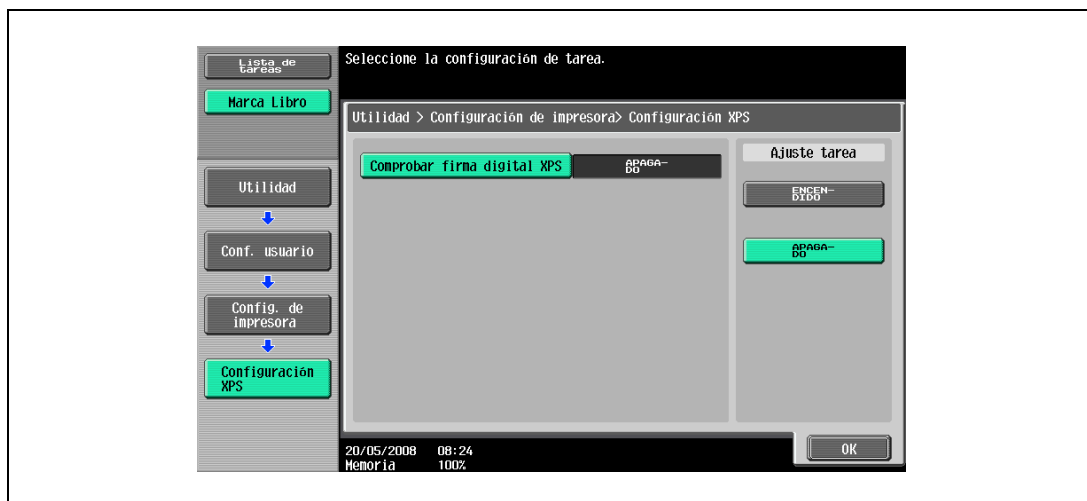 Lista de
tareas
Marca Libro
Utilidad
Conf. usuario
Config. de
impresora
Configuración
XPS
Seleccione la configuración de tarea.
Utilidad > Configuración de impresora> Configuración XPS
Comprobar firma digital XPS
APAGA-
DO
Ajuste tarea
ENCEN-
DIDO
APAGA-
DO
20/05/2008 08:24
Memoria 100%
OK